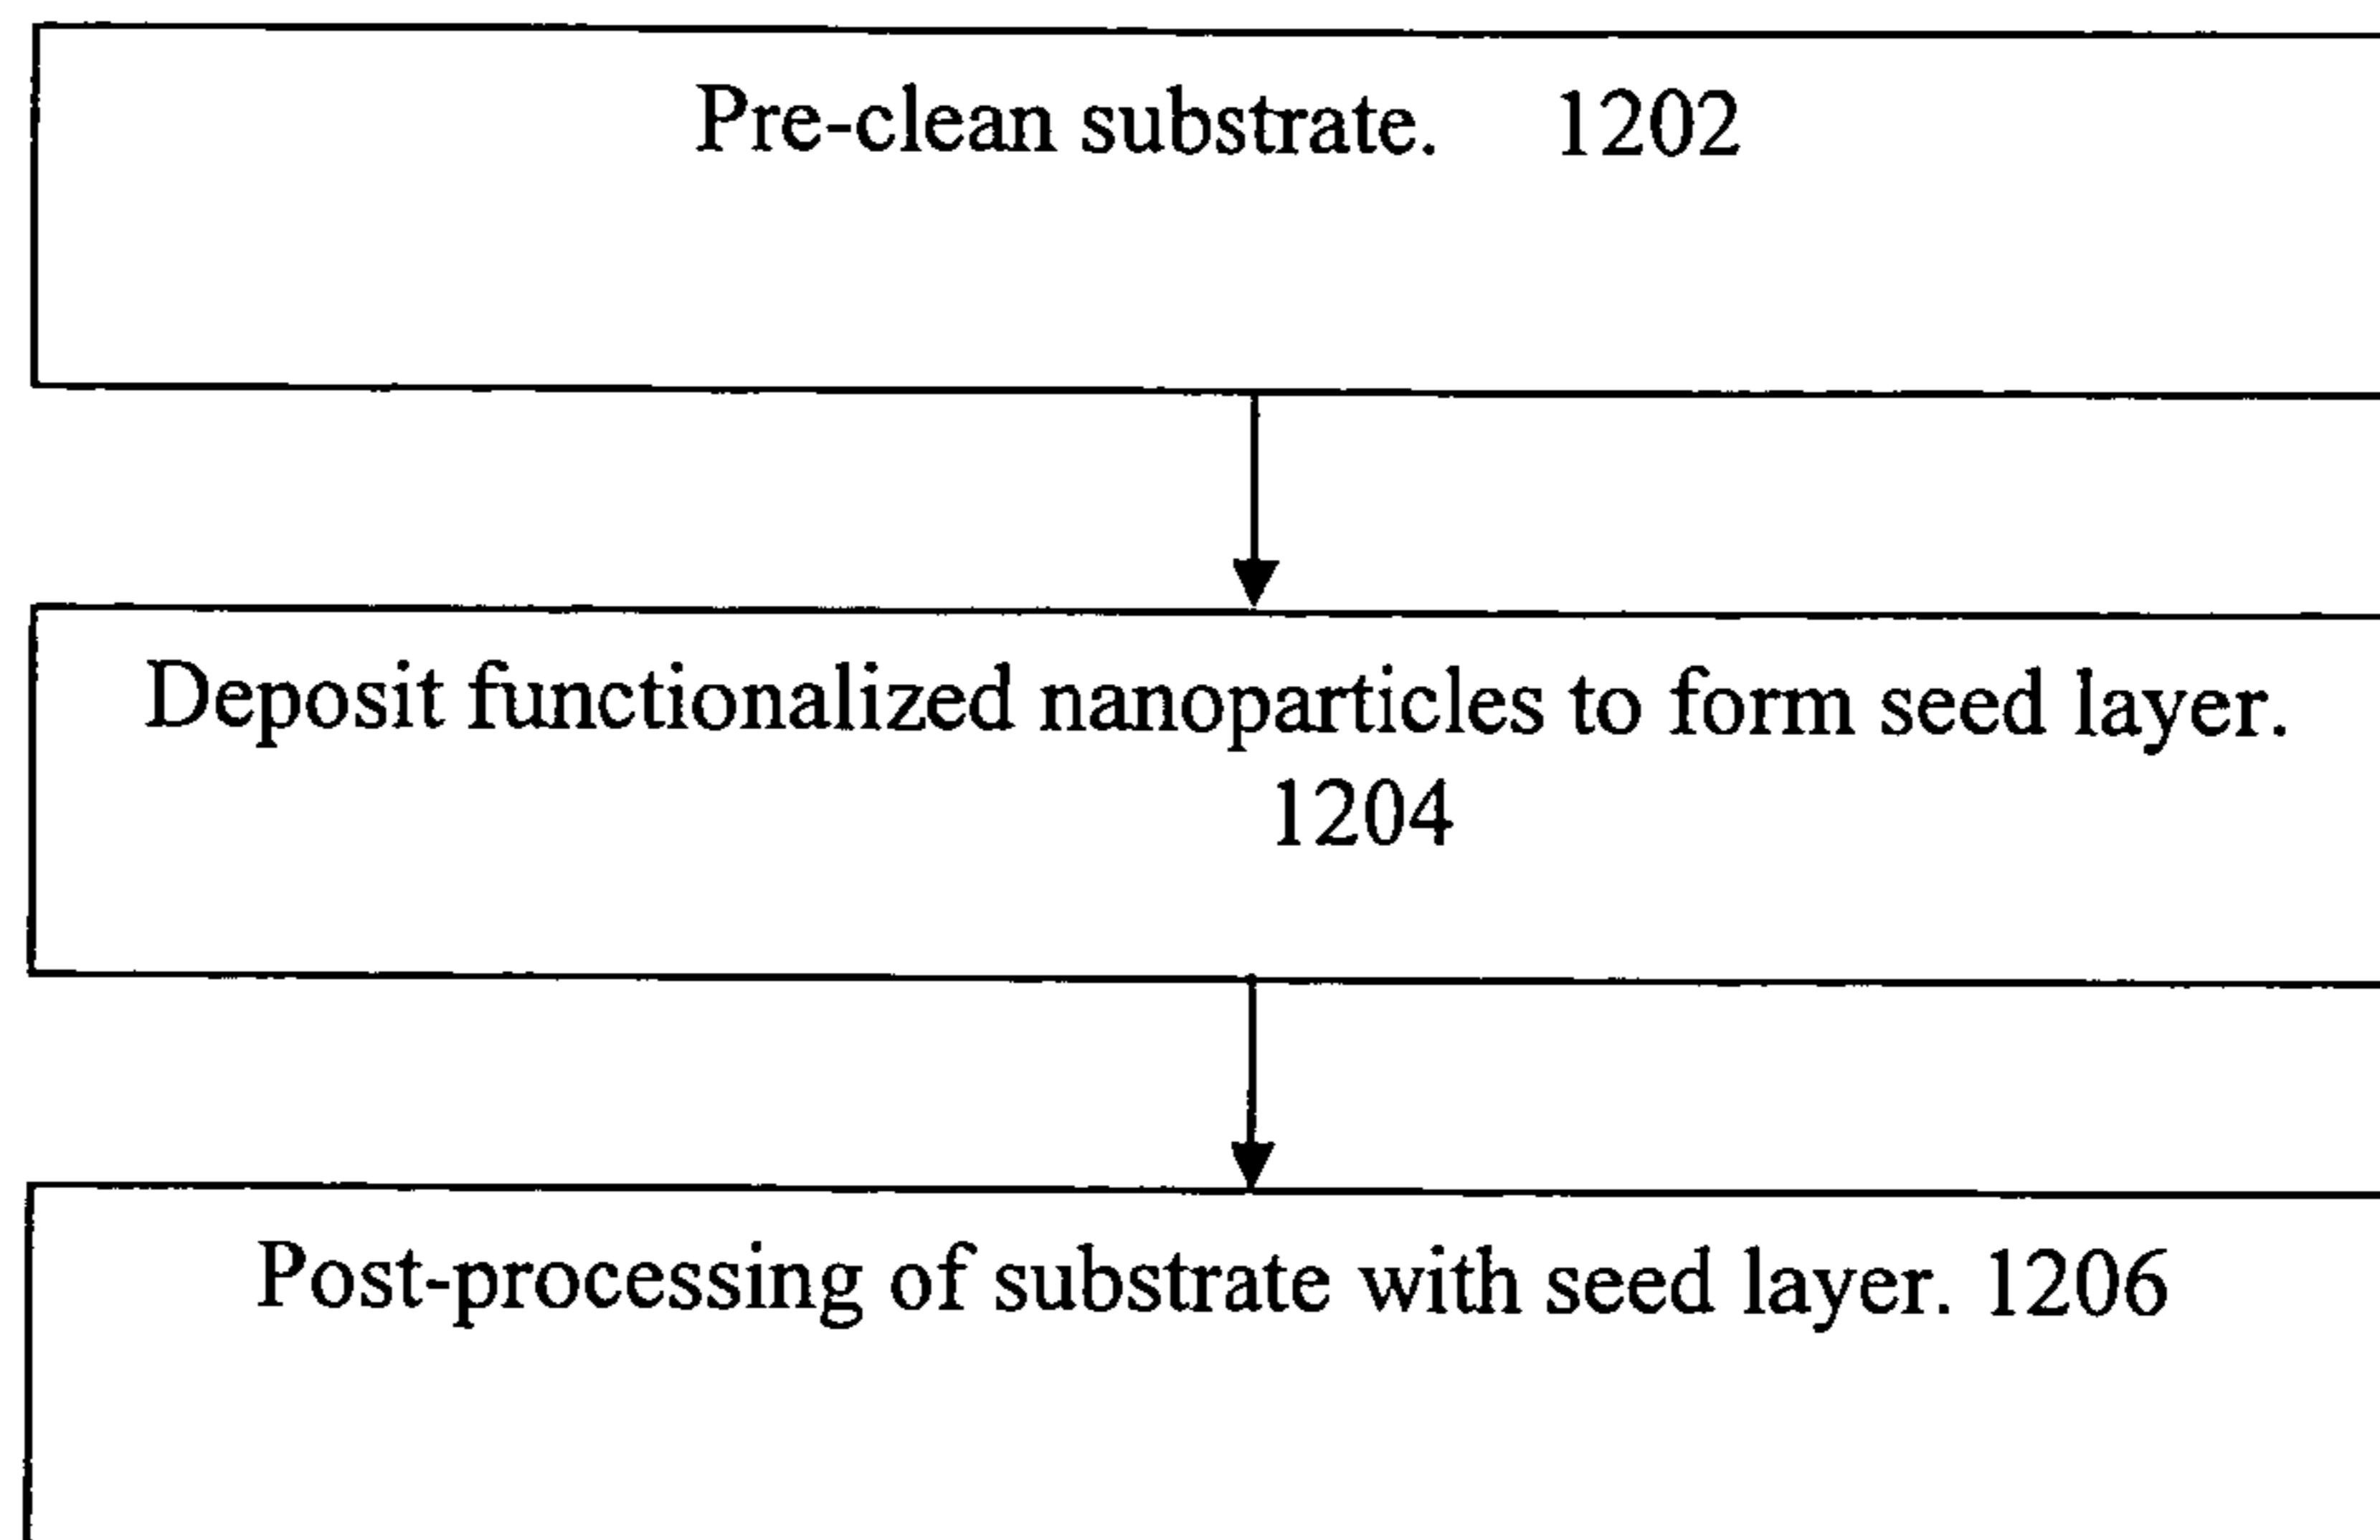 Pre-clean substrate. 1202
Deposit functionalized nanoparticles to form seed layer.
1204
Post-processing of substrate with seed layer. 1206